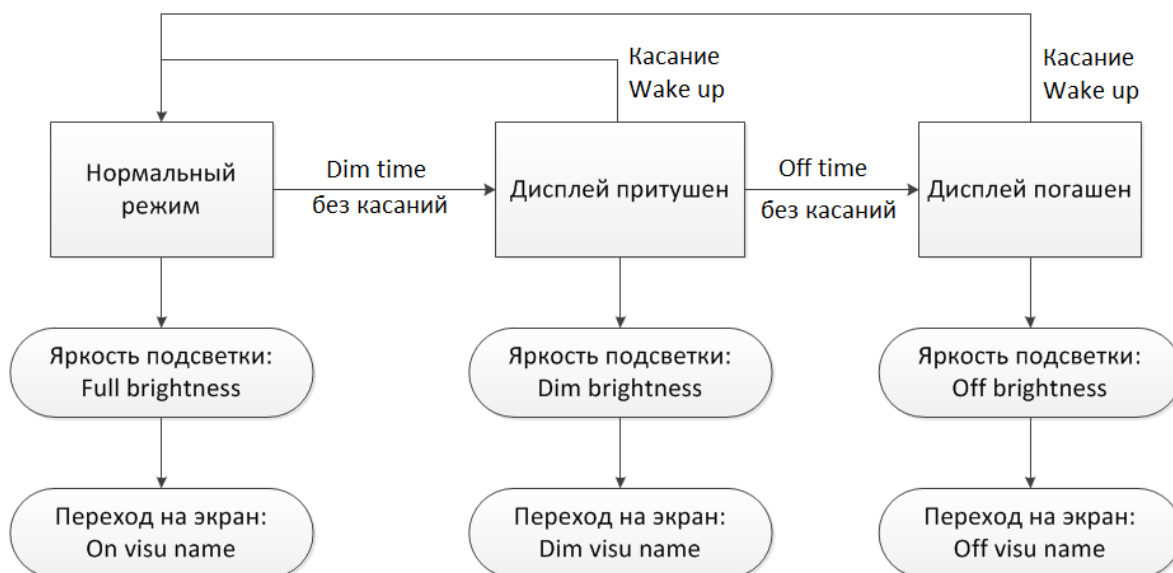 Касание
Wake up
Касание
Wake up
Нормальный
режим
Dim time
без касаний
Дисплей притушен
Off time
без касаний
Дисплей погашен
Яркость подсветки:
Full brightness
Яркость подсветки:
Dim brightness
Яркость подсветки:
Off brightness
Переход на экран:
On visu name
Переход на экран:
Dim visu name
Переход на экран:
Off visu name